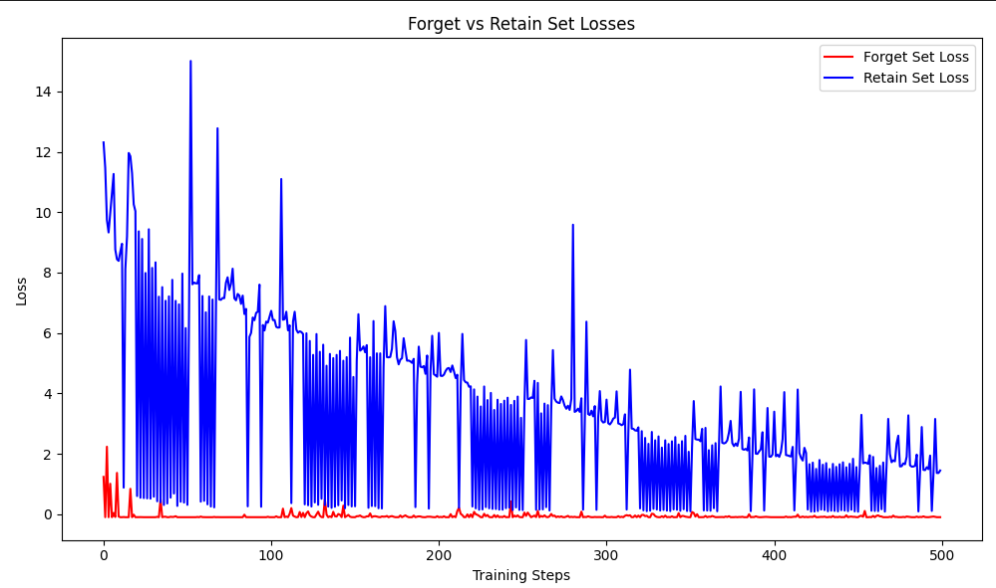 Forget vs Retain Set Losses
Forget Set Loss
Retain Set Loss
14
12
10
8
6
4
2
0
Loss
0 100 200 300 400 500
Training Steps